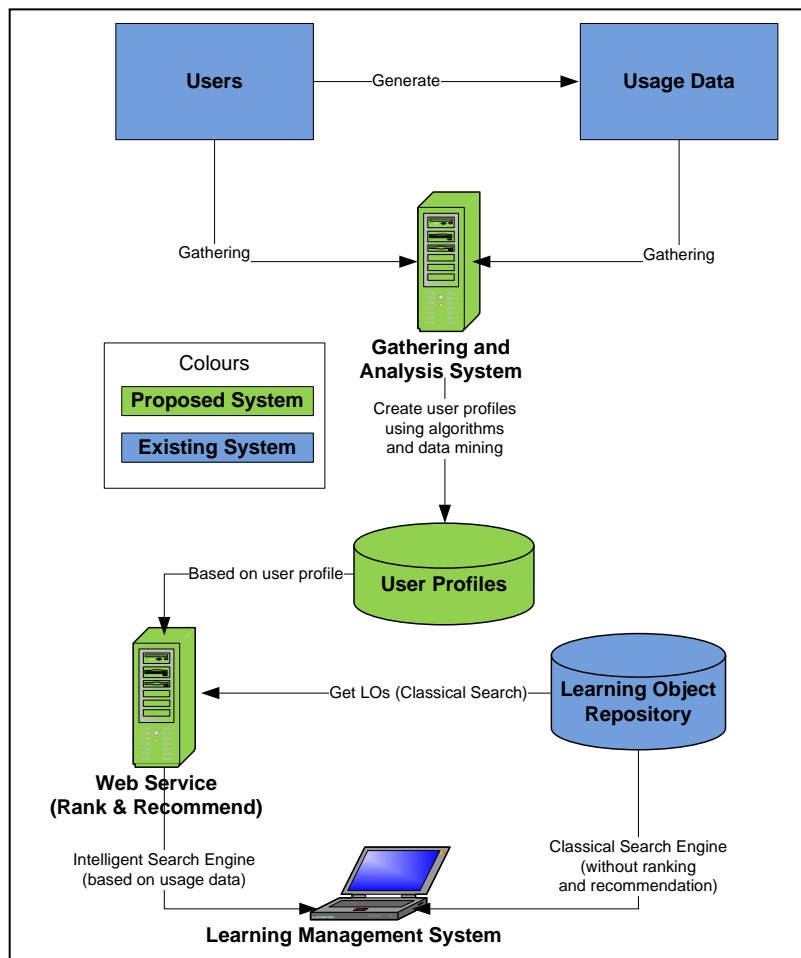 Users
Generate
Usage Data
Gathering
Gathering
Gathering and
Analysis System
Colours
Proposed System
Existing System
Create user profiles
using algorithms
and data mining
User Profiles
Based on user profile
Get LOs (Classical Search)
Learning Object
Repository
Web Service
(Rank & Recommend)
Intelligent Search Engine
(based on usage data)
Classical Search Engine
(without ranking
and recommendation)
Learning Management System